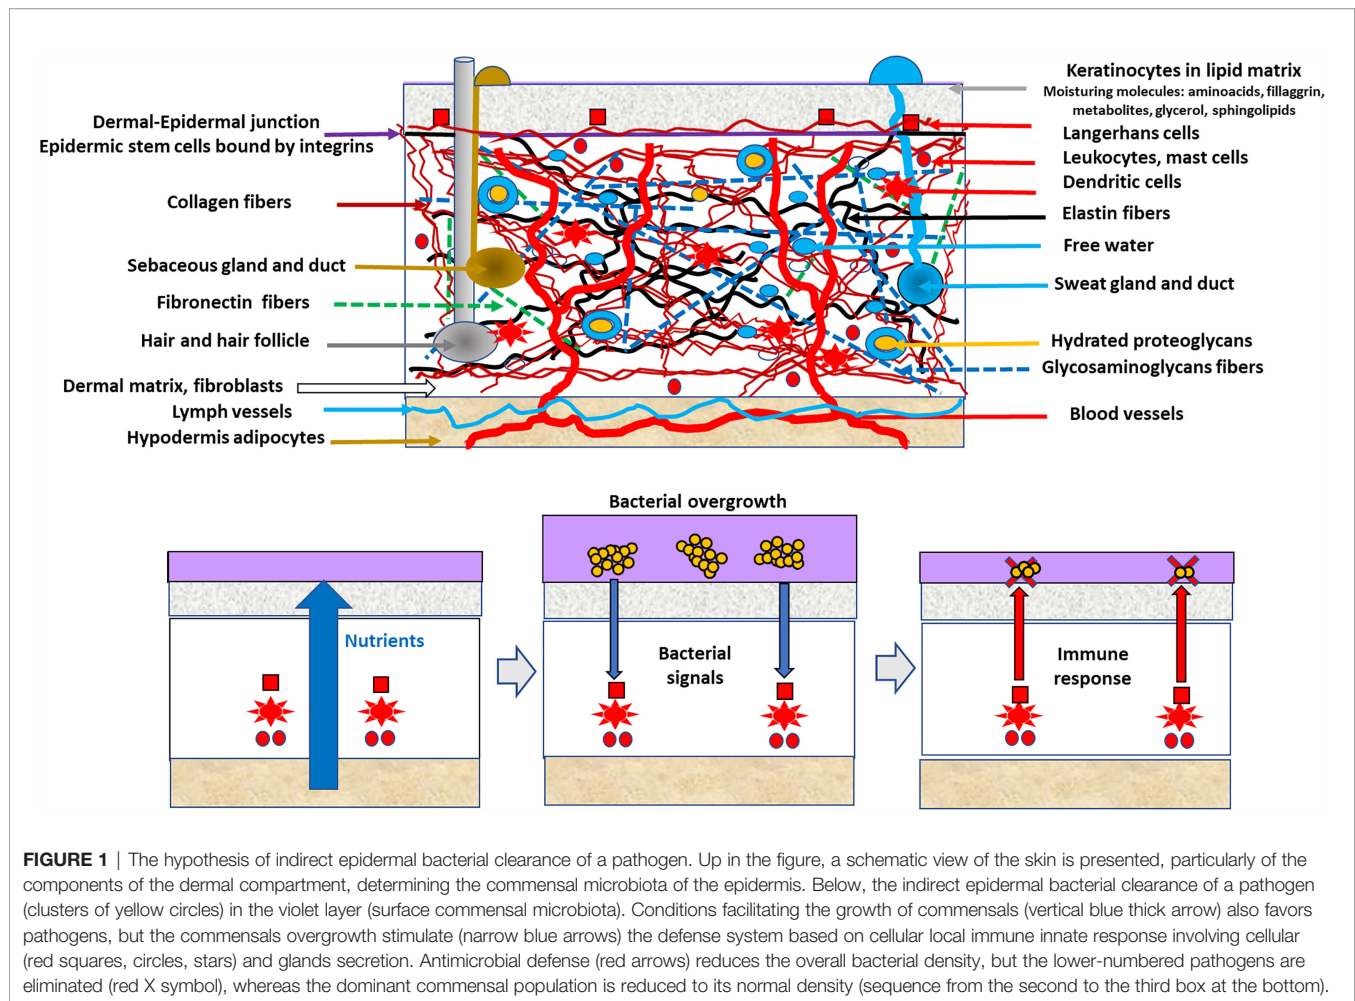 Keratinocytes in lipid matrix
Moisturing molecules: aminoacids, fillaggrin,
metabolites, glycerol, sphingolipids
Dermal-Epidermal junction
Epidermic stem cells bound by integrins
Langerhans cells
Leukocytes, mast cells
Dendritic cells
Collagen fibers
Elastin fibers
Free water
Sebaceous gland and duct
Sweat gland and duct
Fibronectin fibers
Hair and hair follicle
Hydrated proteoglycans
Glycosaminoglycans fibers
Dermal matrix, fibroblasts
Lymph vessels
Blood vessels
Hypodermis adipocytes
Bacterial overgrowth
Nutrients
Bacterial
signals
Immune
response
FIGURE 1 | The hypothesis of indirect epidermal bacterial clearance of a pathogen. Up in the figure, a schematic view of the skin is presented, particularly of the
components of the dermal compartment, determining the commensal microbiota of the epidermis. Below, the indirect epidermal bacterial clearance of a pathogen
(clusters of yellow circles) in the violet layer (surface commensal microbiota). Conditions facilitating the growth of commensals (vertical blue thick arrow) also favors
pathogens, but the commensals overgrowth stimulate (narrow blue arrows) the defense system based on cellular local immune innate response involving cellular
(red squares, circles, stars) and glands secretion. Antimicrobial defense (red arrows) reduces the overall bacterial density, but the lower-numbered pathogens are
eliminated (red X symbol), whereas the dominant commensal population is reduced to its normal density (sequence from the second to the third box at the bottom).